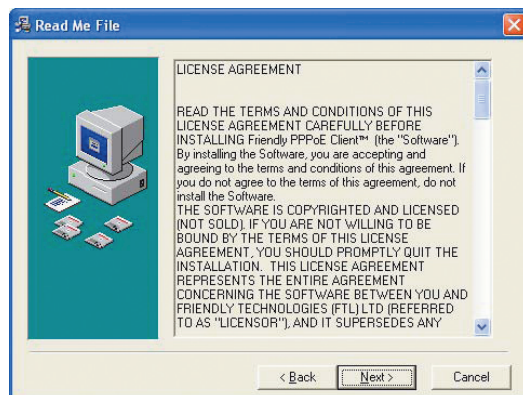 Read Me File
LICENSE AGREEMENT
READ THE TERMS AND CONDITIONS OF THIS
LICENSE AGREEMENT CAREFULLY BEFORE
INSTALLING Friendly PPPoE Client™ (the "Software").
By installing the Software, you are accepting and
agreeing to the terms and conditions of this agreement. If
you do not agree to the terms of this agreement, do not
install the Software.
THE SOFTWARE IS COPYRIGHTED AND LICENSED
(NOT SOLD). IF YOU ARE NOT WILLING TO BE
BOUND BY THE TERMS OF THIS LICENSE
AGREEMENT, YOU SHOULD PROMPTLY QUIT THE
INSTALLATION. THIS LICENSE AGREEMENT
REPRESENTS THE ENTIRE AGREEMENT
CONCERNING THE SOFTWARE BETWEEN YOU AND
FRIENDLY TECHNOLOGIES (FTL) LTD (REFERRED
TO AS "LICENSOR"), AND IT SUPERSEDES ANY
< Back
Next >
Cancel